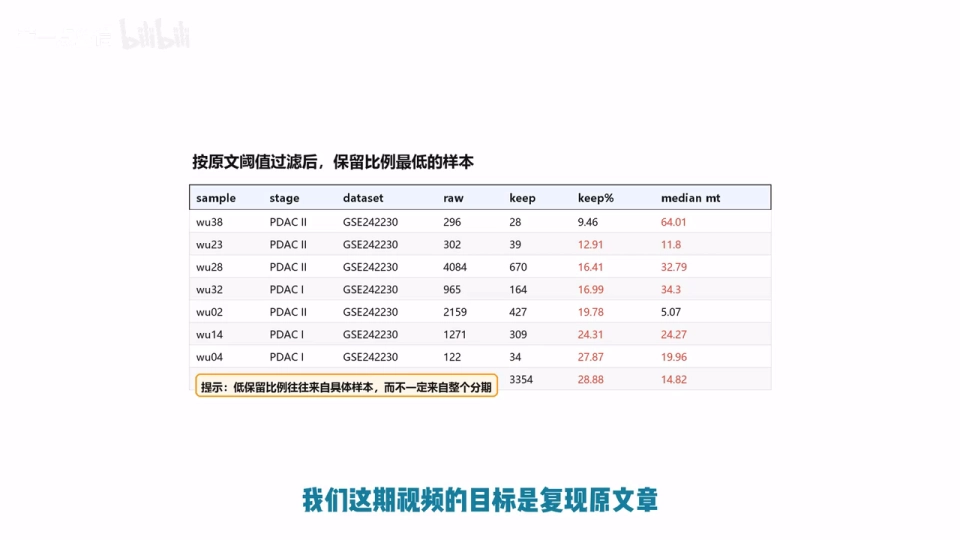 bilibili
按原文阈值过滤后，保留比例最低的样本
sample stage dataset raw keep keep% median mt
wu38 PDAC II GSE242230 296 28 9.46 64.01
wu23 PDAC II GSE242230 302 39 12.91 11.8
wu28 PDAC II GSE242230 4084 670 16.41 32.79
wu32 PDAC I GSE242230 965 164 16.99 34.3
wu02 PDAC II GSE242230 2159 427 19.78 5.07
wu14 PDAC I GSE242230 1271 309 24.31 24.27
wu04 PDAC I GSE242230 122 34 27.87 19.96
3354 28.88 14.82
提示：低保留比例往往来自具体样本，而不一定来自整个分期
我们这期视频的目标是复现原文章